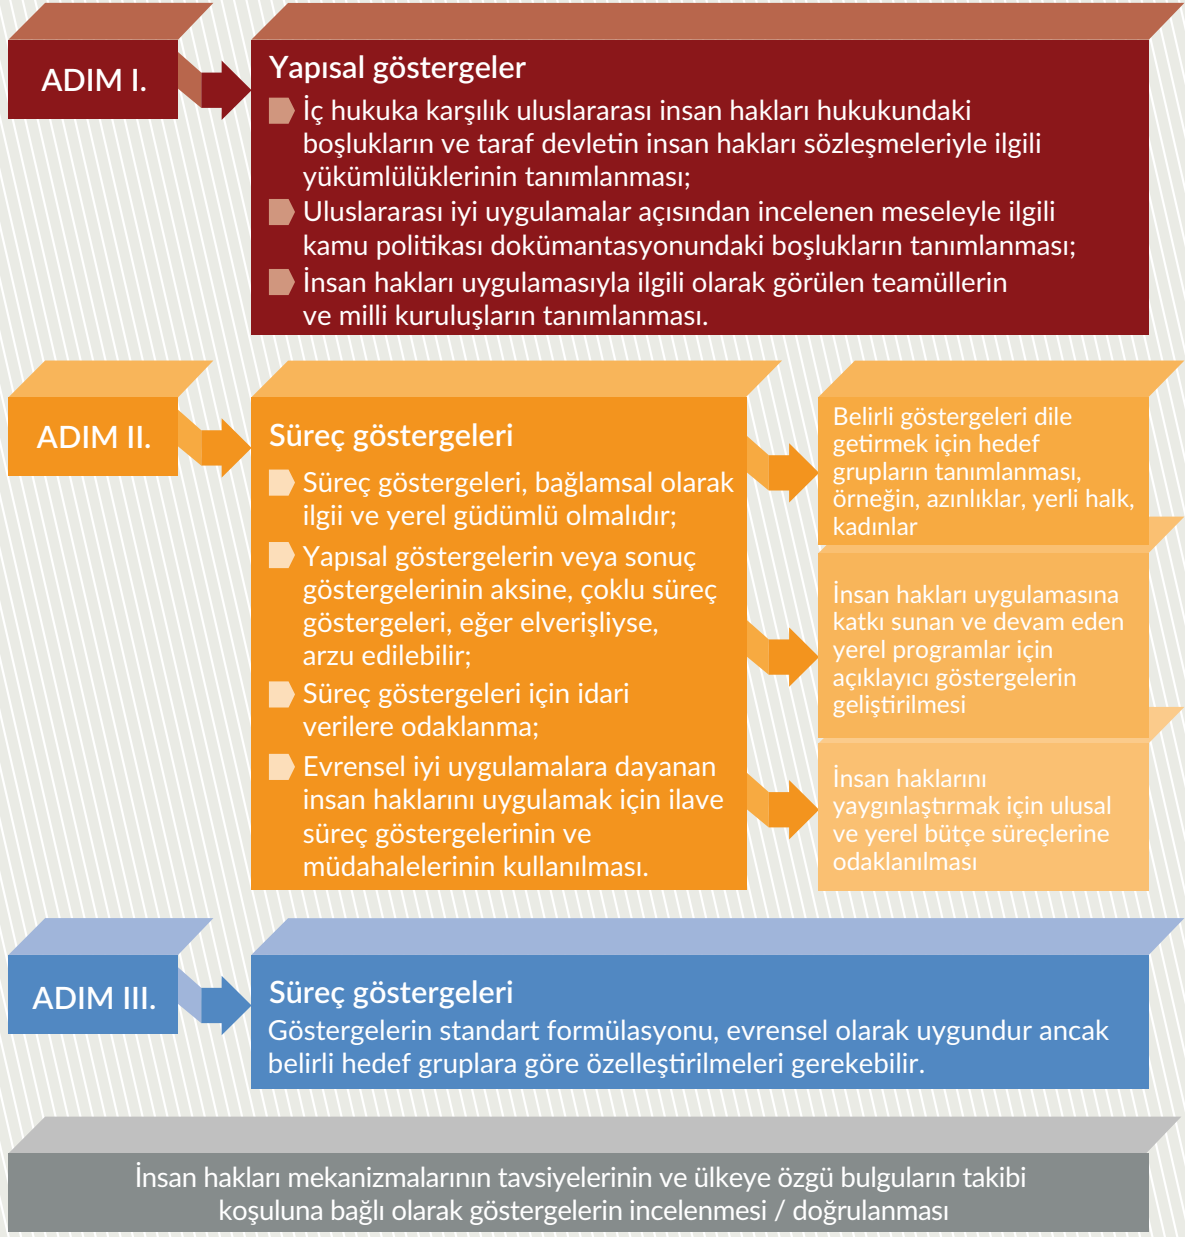 ADIM I.
Yapısal göstergeler
İç hukuka karşılık uluslararası insan hakları hukukundaki
boşlukların ve taraf devletin insan hakları sözleşmeleriyle ilgili
yükümlülüklerinin tanımlanması;
Uluslararası iyi uygulamalar açısından incelenen meseleyle ilgili
kamu politikası dokümantasyonundaki boşlukların tanımlanması;
İnsan hakları uygulamasıyla ilgili olarak görülen teamüllerin
ve milli kuruluşların tanımlanması.
ADIM II.
Süreç göstergeleri
Süreç göstergeleri, bağlamsal olarak
ilgii ve yerel güdümlü olmalıdır;
Yapısal göstergelerin veya sonuç
göstergelerinin aksine, çoklu süreç
göstergeleri, eğer elverişliyse,
arzu edilebilir;
Süreç göstergeleri için idari
verilere odaklanma;
Evrensel iyi uygulamalara dayanan
insan haklarını uygulamak için ilave
süreç göstergelerinin ve
müdahalelerinin kullanılması.
Belirli göstergeleri dile
getirmek için hedef
grupların tanımlanması,
örneğin, azınlıklar, yerli halk,
kadınlar
İnsan hakları uygulamasına
katkı sunan ve devam eden
yerel programlar için
açıklayıcı göstergelerin
geliştirilmesi
İnsan haklarını
yaygınlaştırmak için ulusal
ve yerel bütçe süreçlerine
odaklanılması
ADIM III.
Süreç göstergeleri
Göstergelerin standart formülasyonu, evrensel olarak uygundur ancak
belirli hedef gruplara göre özelleştirilmeleri gerekebilir.
İnsan hakları mekanizmalarının tavsiyelerinin ve ülkeye özgü bulguların takibi
koşuluna bağlı olarak göstergelerin incelenmesi / doğrulanması